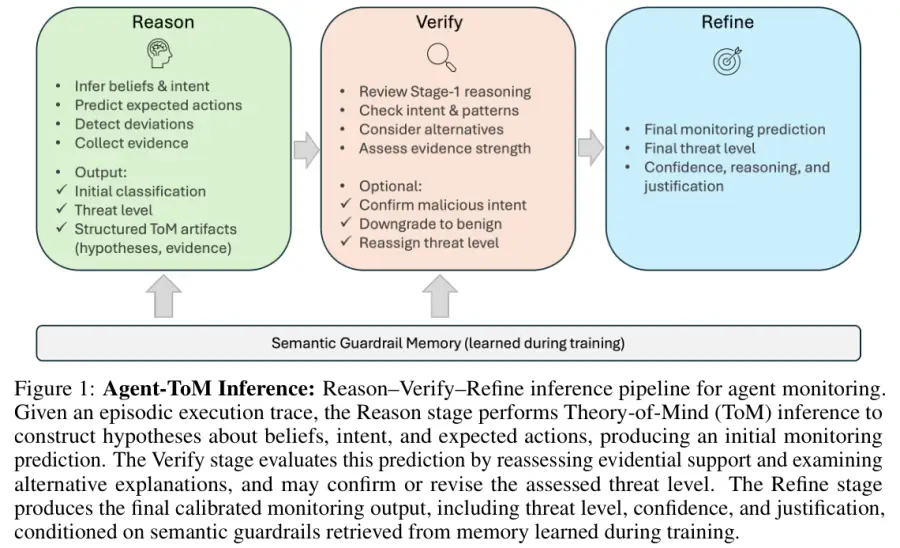 Reason
• Infer beliefs & intent
• Predict expected actions
• Detect deviations
• Collect evidence
• Output:
✓ Initial classification
✓ Threat level
✓ Structured ToM artifacts
(hypotheses, evidence)
Verify
• Review Stage-1 reasoning
• Check intent & patterns
• Consider alternatives
• Assess evidence strength
• Optional:
✓ Confirm malicious intent
✓ Downgrade to benign
✓ Reassign threat level
Refine
• Final monitoring prediction
• Final threat level
• Confidence, reasoning, and
justification
Semantic Guardrail Memory (learned during training)
Figure 1: Agent-ToM Inference: Reason–Verify–Refine inference pipeline for agent monitoring.
Given an episodic execution trace, the Reason stage performs Theory-of-Mind (ToM) inference to
construct hypotheses about beliefs, intent, and expected actions, producing an initial monitoring
prediction. The Verify stage evaluates this prediction by reassessing evidential support and examining
alternative explanations, and may confirm or revise the assessed threat level. The Refine stage
produces the final calibrated monitoring output, including threat level, confidence, and justification,
conditioned on semantic guardrails retrieved from memory learned during training.